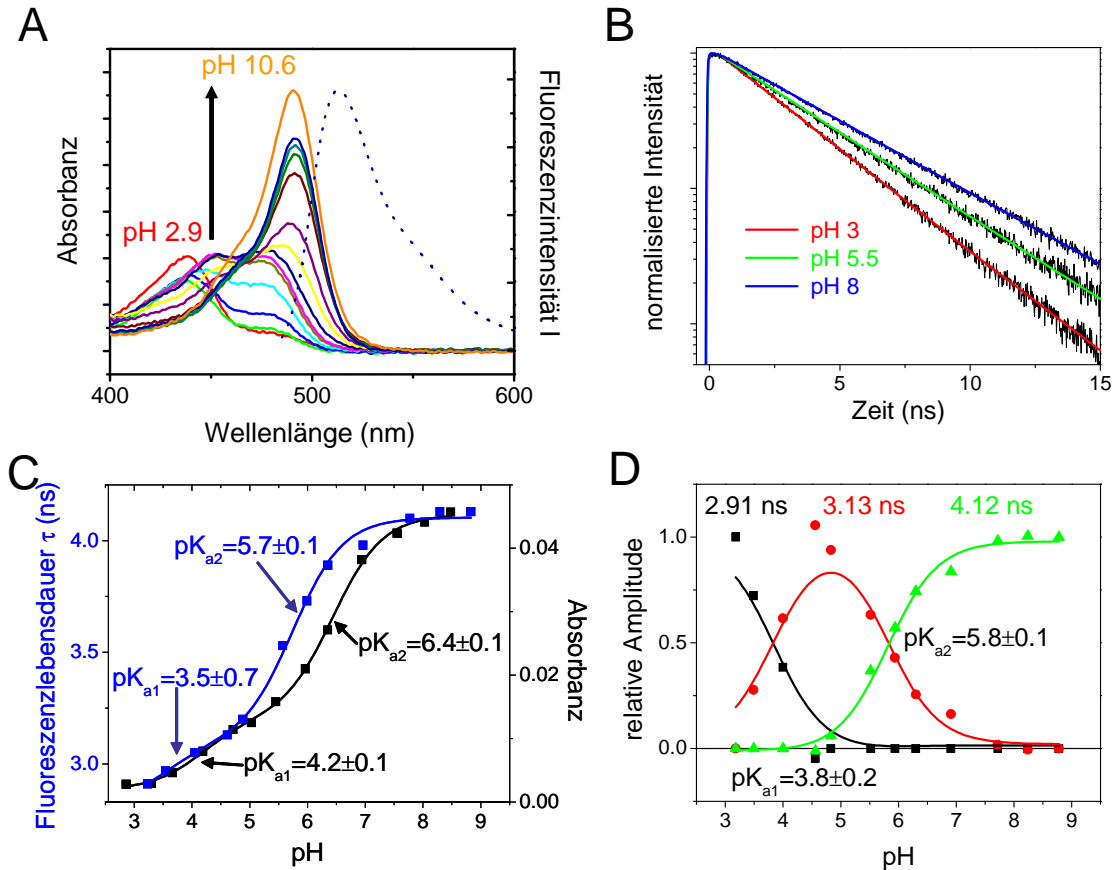 A
pH 10.6
pH 2.9
Absorbanz
Fluoreszenzintensität I
400
500
600
Wellenlänge (nm)
B
normalisierte Intensität
pH 3
pH 5.5
pH 8
0
5
10
15
Zeit (ns)
C
Fluoreszenzlebensdauer τ (ns)
4.0
3.5
3.0
pKa2=5.7±0.1
pKa1=3.5±0.7
pKa2=6.4±0.1
pKa1=4.2±0.1
0.04
0.02
0.00
Absorbanz
3 4 5 6 7 8 9
pH
D
2.91 ns 3.13 ns 4.12 ns
relative Amplitude
1.0
0.5
0.0
pKa2=5.8±0.1
pKa1=3.8±0.2
3 4 5 6 7 8 9
pH